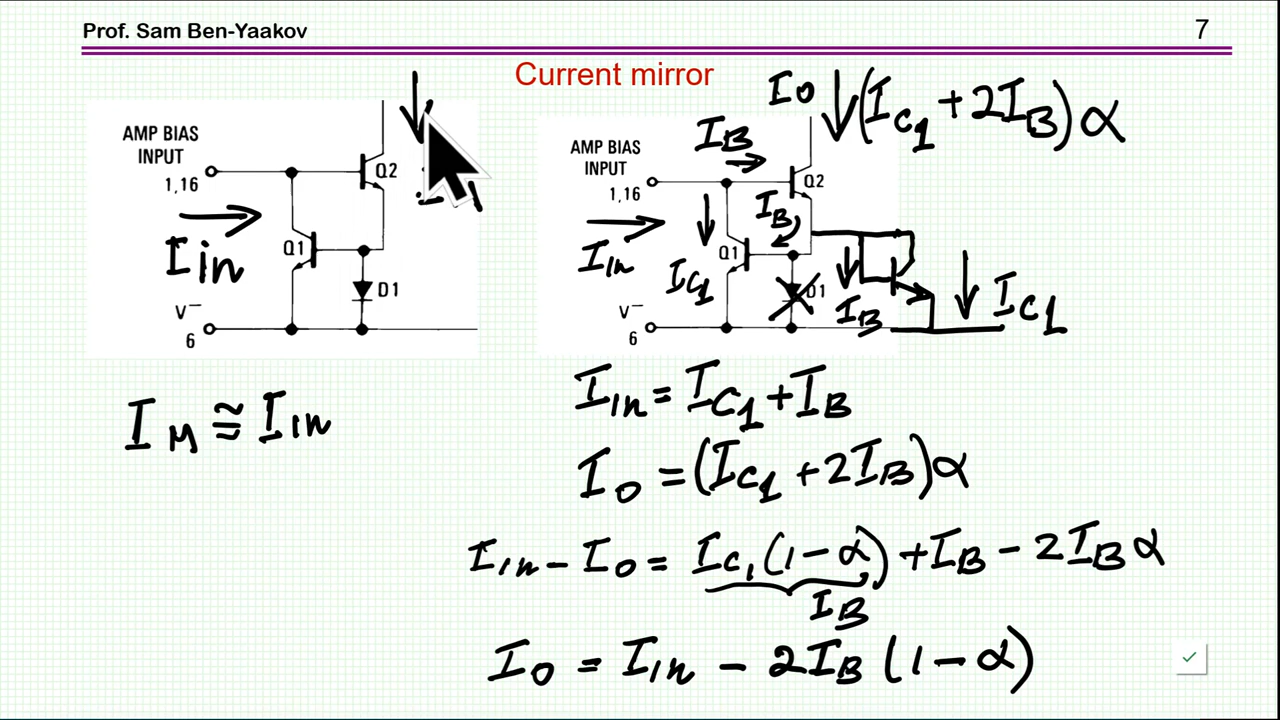 Prof. Sam Ben-Yaakov
7
Current mirror
AMP BIAS
INPUT
1,16
Q2
Q1
D1
V−
6
Iin
IM ≅ Iin
AMP BIAS
INPUT
1,16
IB
Io
(IC1 + 2IB)α
Q2
IB
Q1
Iin
IC1
D1
IB
IC1
V−
6
Iin = IC1 + IB
Io = (IC1 + 2IB)α
Iin − Io = IC1(1 − α) + IB − 2IBα
IB
Io = Iin − 2IB(1 − α)